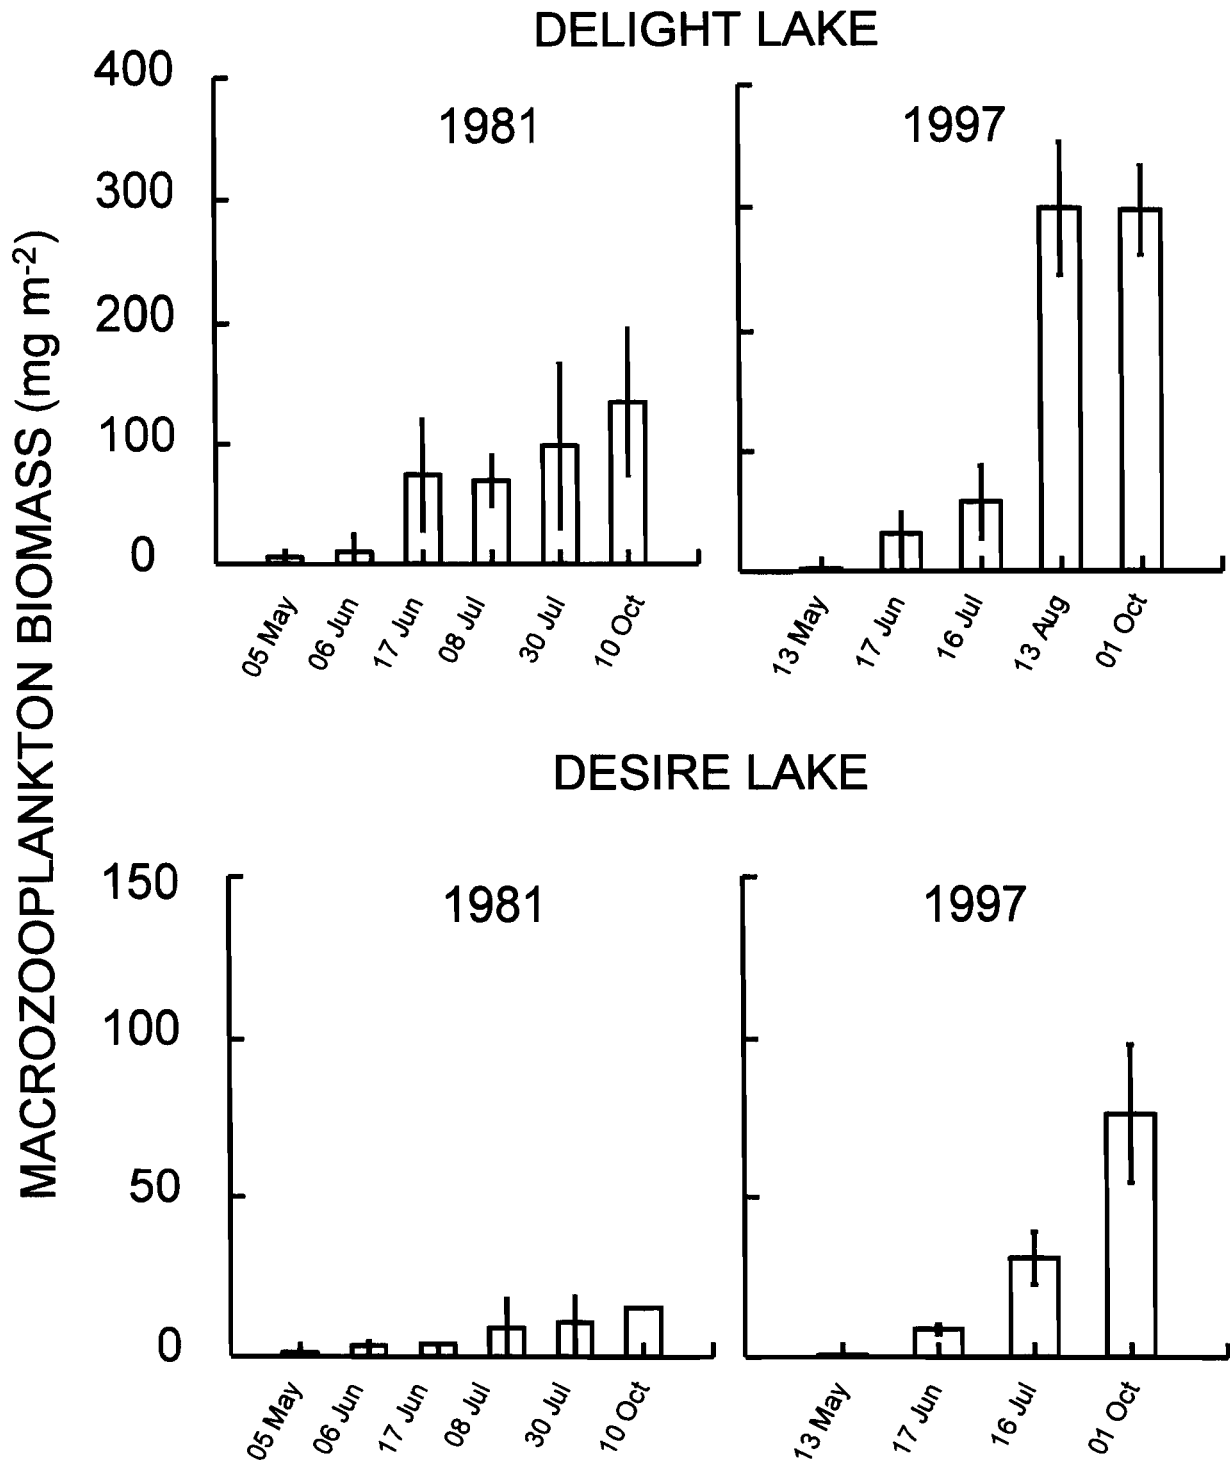 DELIGHT LAKE
MACROZOOPLANKTON BIOMASS (mg m-2)
1981
400
300
200
100
0
05 May
06 Jun
17 Jun
08 Jul
30 Jul
10 Oct
1997
13 May
17 Jun
16 Jul
13 Aug
01 Oct
DESIRE LAKE
1981
150
100
50
0
05 May
06 Jun
17 Jun
08 Jul
30 Jul
10 Oct
1997
13 May
17 Jun
16 Jul
01 Oct